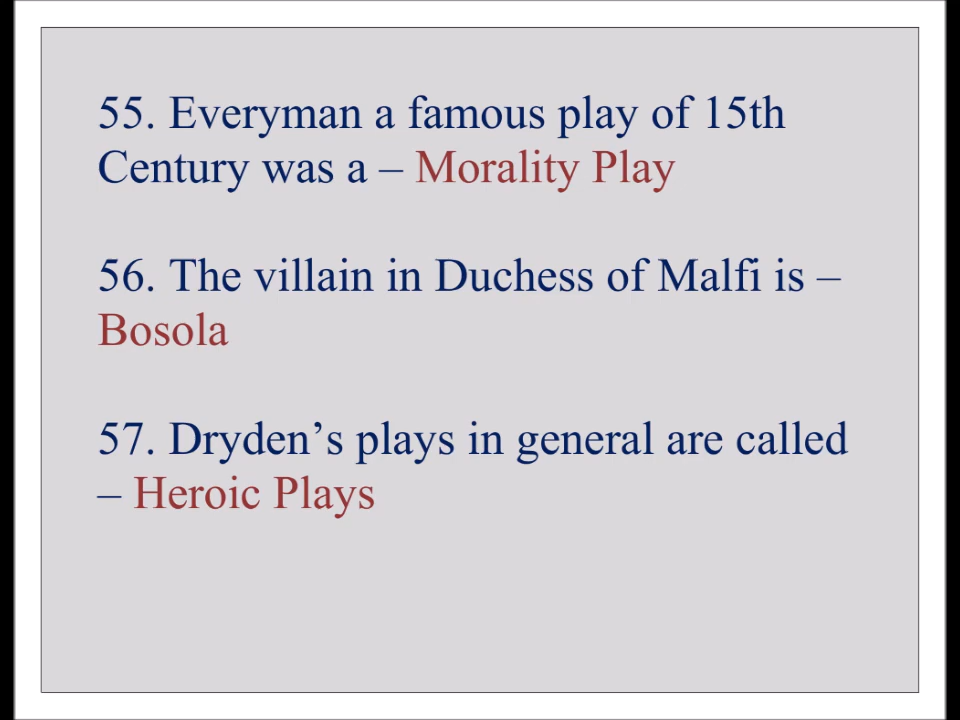 55. Everyman a famous play of 15th
Century was a – Morality Play
56. The villain in Duchess of Malfi is –
Bosola
57. Dryden’s plays in general are called
– Heroic Plays